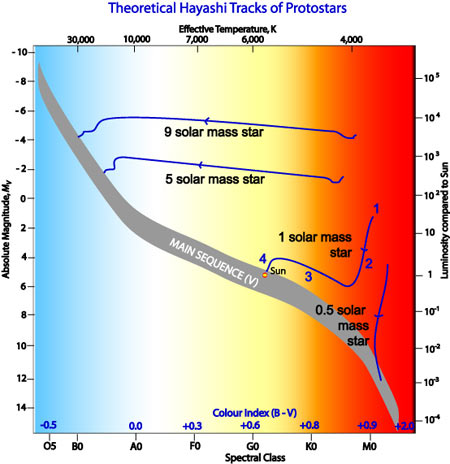 Theoretical Hayashi Tracks of Protostars
Effective Temperature, K
30,000 10,000 7,000 6,000 4,000
Absolute Magnitude, Mv
-10
-8
-6
-4
-2
0
2
4
6
8
10
12
14
9 solar mass star
5 solar mass star
1 solar mass
star
1
2
3
4
Sun
MAIN SEQUENCE (V)
0.5 solar
mass
star
10⁵
10⁴
10³
10²
10
1
10⁻¹
10⁻²
10⁻³
10⁻⁴
Luminosity compared to Sun
Colour Index (B - V)
-0.5 0.0 +0.3 +0.6 +0.8 +0.9 +2.0
O5 B0 A0 F0 G0 K0 M0
Spectral Class